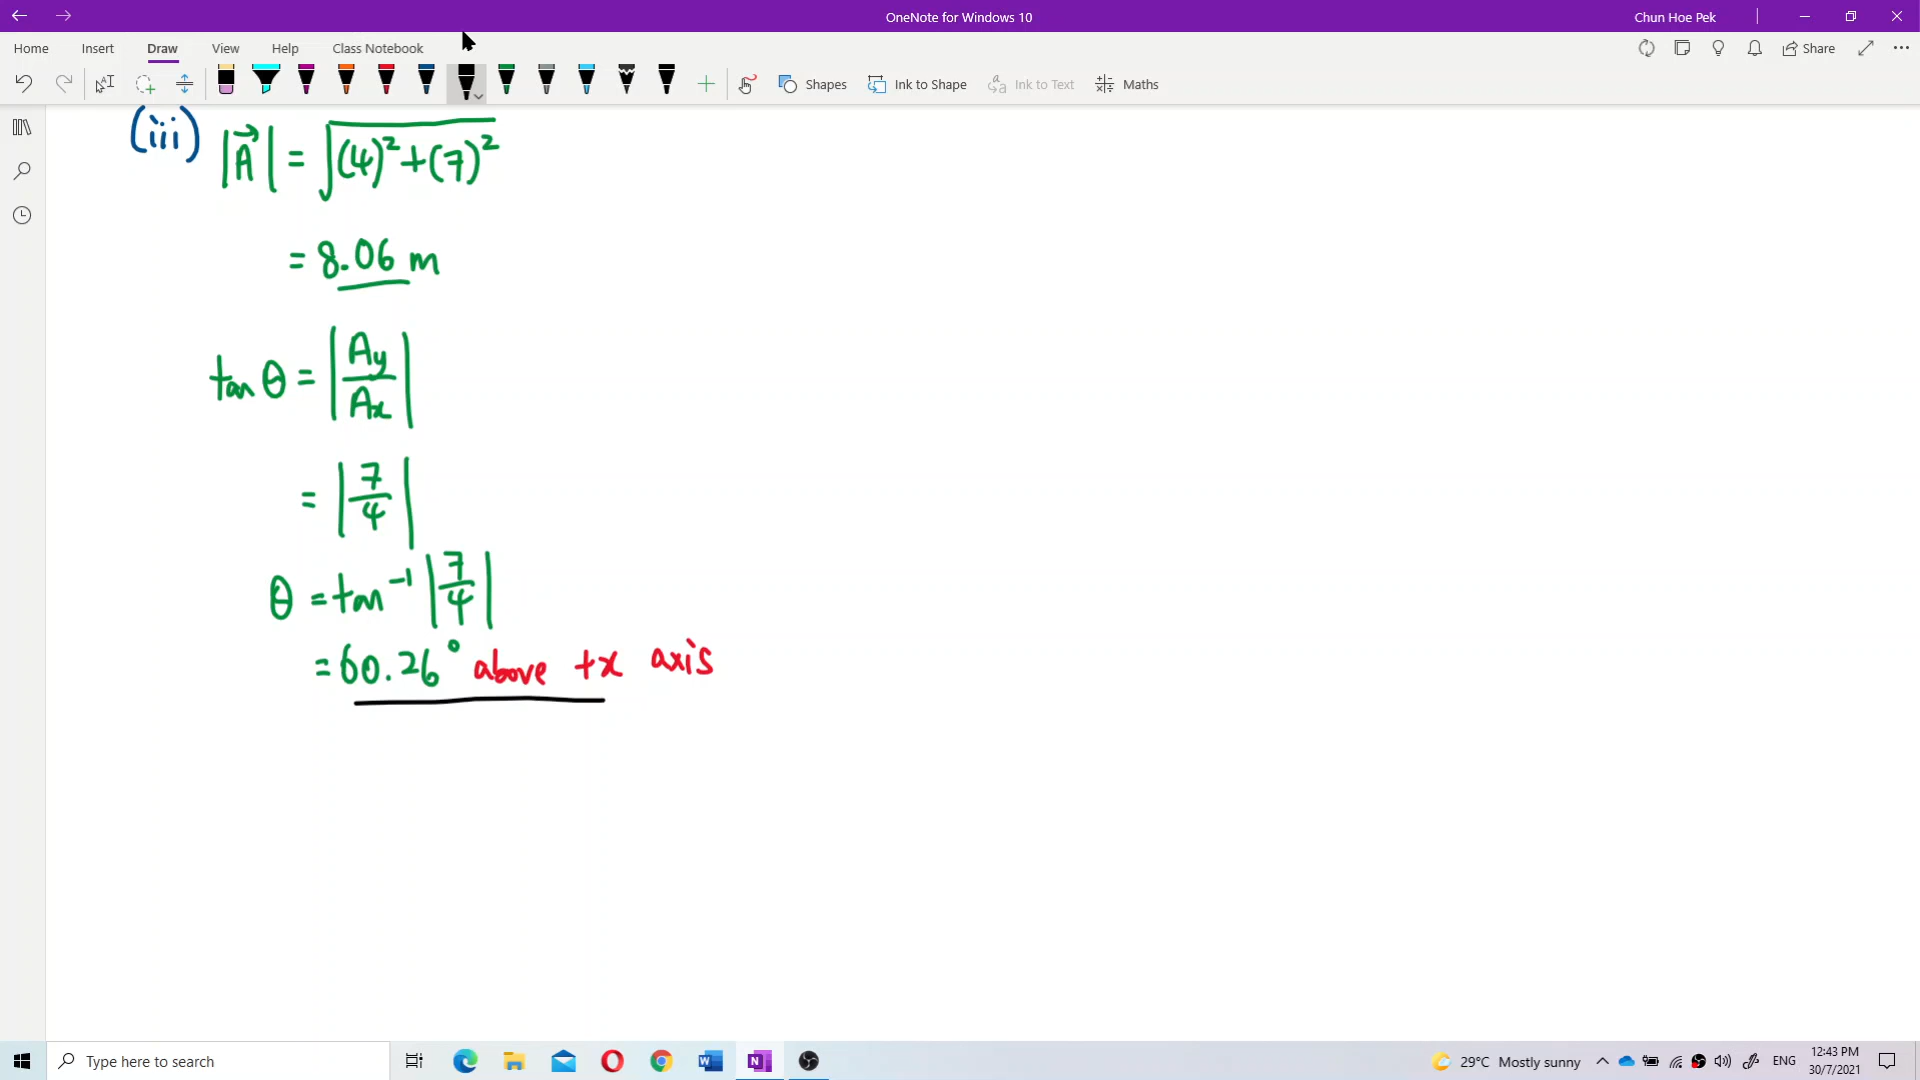 OneNote for Windows 10
Chun Hoe Pek
Home Insert Draw View Help Class Notebook
Share
Shapes Ink to Shape Ink to Text Maths
(iii) |A⃗| = √((4)² + (7)²)
= 8.06 m
tan θ = |Ay/Ax|
= |7/4|
θ = tan⁻¹ |7/4|
= 60.26° above +x axis
Type here to search
29°C Mostly sunny
ENG
12:43 PM
30/7/2021